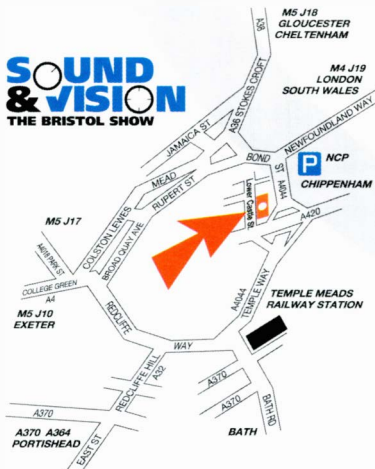 M5 J18
GLOUCESTER
CHELTENHAM
A38
SOUND
& VISION
THE BRISTOL SHOW
M4 J19
LONDON
SOUTH WALES
A38 STOKES CROFT
JAMAICA ST
NEWFOUNDLAND WAY
BOND
ST
A4044
P
NCP
CHIPPENHAM
MEAD
RUPERT ST
Lower Castle St.
A420
M5 J17
COLSTON
LEWES
BROAD QUAY AVE
A4018 PARK ST
COLLEGE GREEN
A4
M5 J10
EXETER
REDCLIFFE
WAY
A4044
TEMPLE WAY
TEMPLE MEADS
RAILWAY STATION
REDCLIFFE HILL
A32
A370
A370
A370
BATH RD
BATH
A370 A364
PORTISHEAD
EAST ST